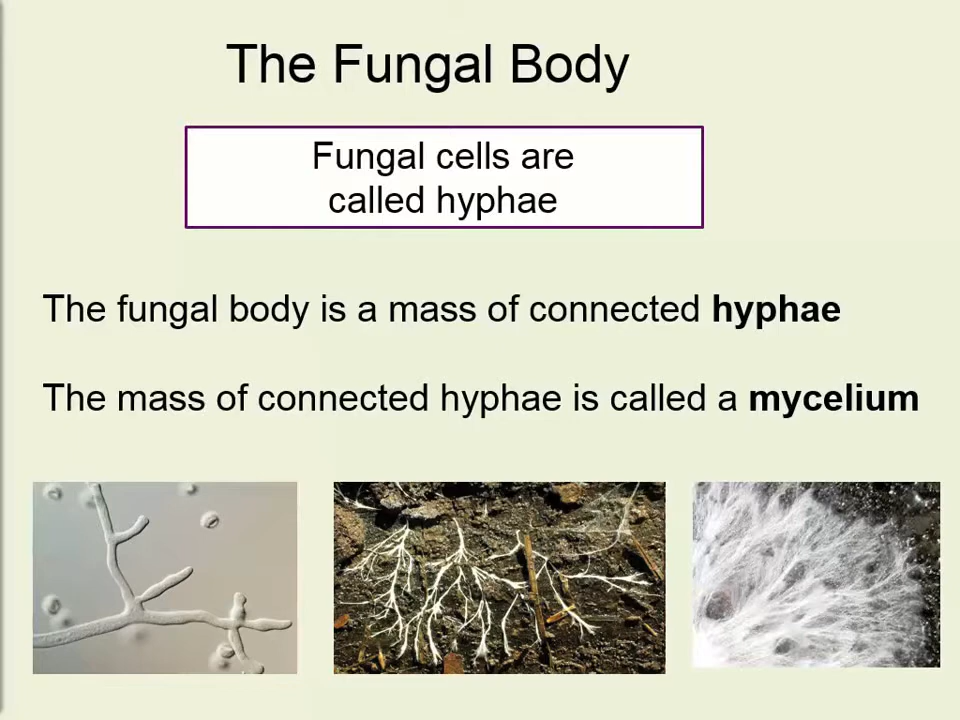 The Fungal Body
Fungal cells are
called hyphae
The fungal body is a mass of connected hyphae
The mass of connected hyphae is called a mycelium